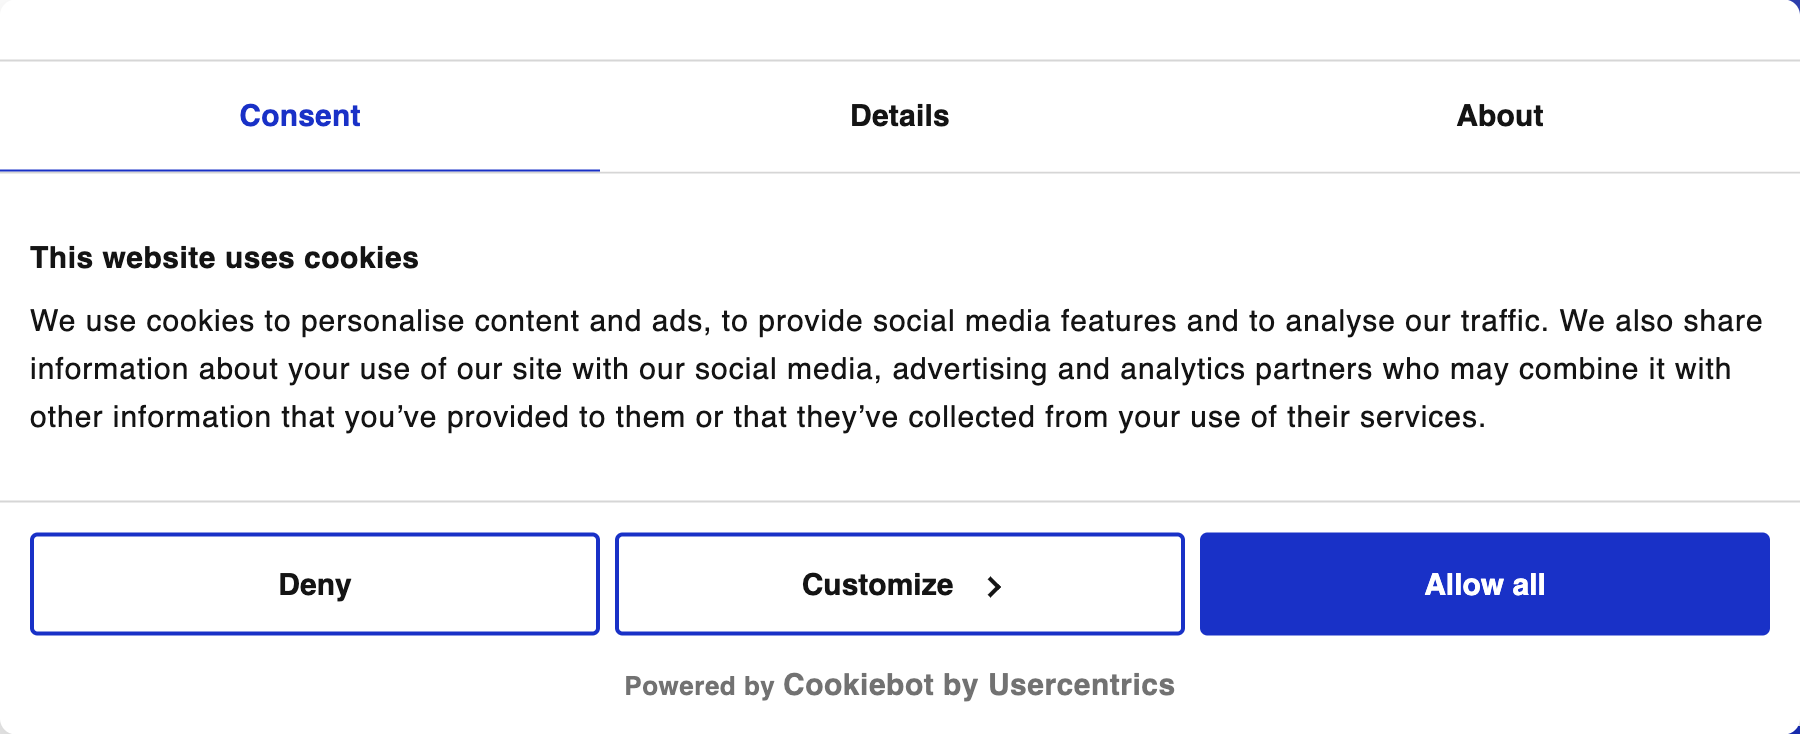 Consent
Details
About
This website uses cookies
We use cookies to personalise content and ads, to provide social media features and to analyse our traffic. We also share
information about your use of our site with our social media, advertising and analytics partners who may combine it with
other information that you’ve provided to them or that they’ve collected from your use of their services.
Deny
Customize
Allow all
Powered by Cookiebot by Usercentrics